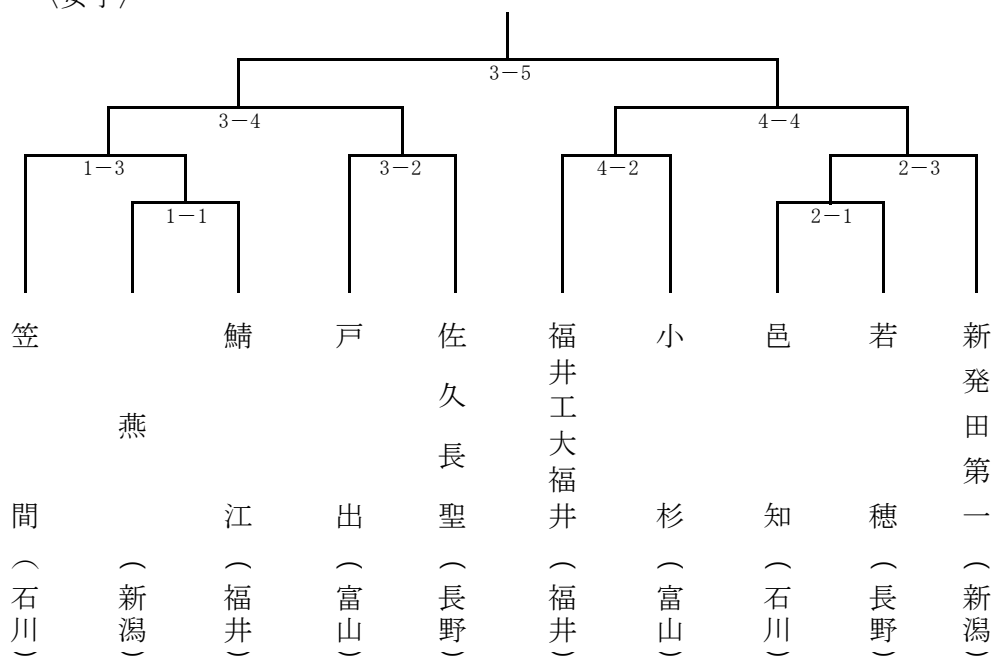 （女子）
3－5
3－4
4－4
1－3
3－2
4－2
2－3
1－1
2－1
笠間（石川）
燕（新潟）
鯖江（福井）
戸出（富山）
佐久長聖（長野）
福井工大福井（福井）
小杉（富山）
邑知（石川）
若穂（長野）
新発田第一（新潟）